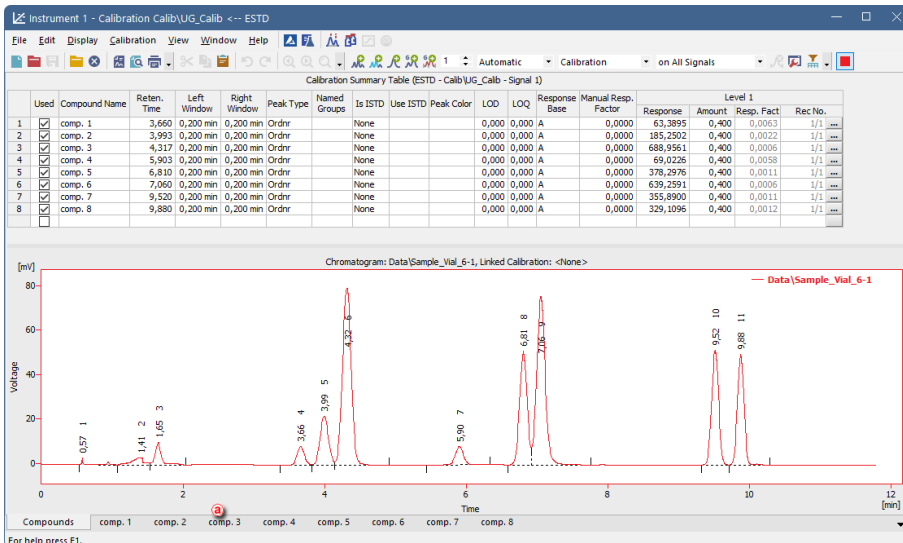 Instrument 1 - Calibration Calib\UG_Calib <-- ESTD
File Edit Display Calibration View Window Help
1 Automatic Calibration on All Signals
Calibration Summary Table (ESTD - Calib\UG_Calib - Signal 1)
Used Compound Name Reten. Time Left Window Right Window Peak Type Named Groups Is ISTD Use ISTD Peak Color LOD LOQ Response Base Manual Resp. Factor Level 1
Response Amount Resp. Fact Rec No.
1 comp. 1 3,660 0,200 min 0,200 min Ordnr None 0,000 0,000 A 0,0000 63,3895 0,400 0,0063 1/1 ...
2 comp. 2 3,993 0,200 min 0,200 min Ordnr None 0,000 0,000 A 0,0000 185,2502 0,400 0,0022 1/1 ...
3 comp. 3 4,317 0,200 min 0,200 min Ordnr None 0,000 0,000 A 0,0000 688,9561 0,400 0,0006 1/1 ...
4 comp. 4 5,903 0,200 min 0,200 min Ordnr None 0,000 0,000 A 0,0000 69,0226 0,400 0,0058 1/1 ...
5 comp. 5 6,810 0,200 min 0,200 min Ordnr None 0,000 0,000 A 0,0000 378,2976 0,400 0,0011 1/1 ...
6 comp. 6 7,060 0,200 min 0,200 min Ordnr None 0,000 0,000 A 0,0000 639,2591 0,400 0,0006 1/1 ...
7 comp. 7 9,520 0,200 min 0,200 min Ordnr None 0,000 0,000 A 0,0000 355,8900 0,400 0,0011 1/1 ...
8 comp. 8 9,880 0,200 min 0,200 min Ordnr None 0,000 0,000 A 0,0000 329,1096 0,400 0,0012 1/1 ...
Chromatogram: Data\Sample_Vial_6-1, Linked Calibration: <None>
[mV]
Data\Sample_Vial_6-1
80
60
40
20
0
Voltage
0,57 1
1,41 2
1,65 3
3,66 4
3,99 5
4,32 6
5,90 7
6,81 8
7,06 9
9,52 10
9,88 11
0 2 4 6 8 10 12
Time [min]
a
Compounds comp. 1 comp. 2 comp. 3 comp. 4 comp. 5 comp. 6 comp. 7 comp. 8
For help press F1.